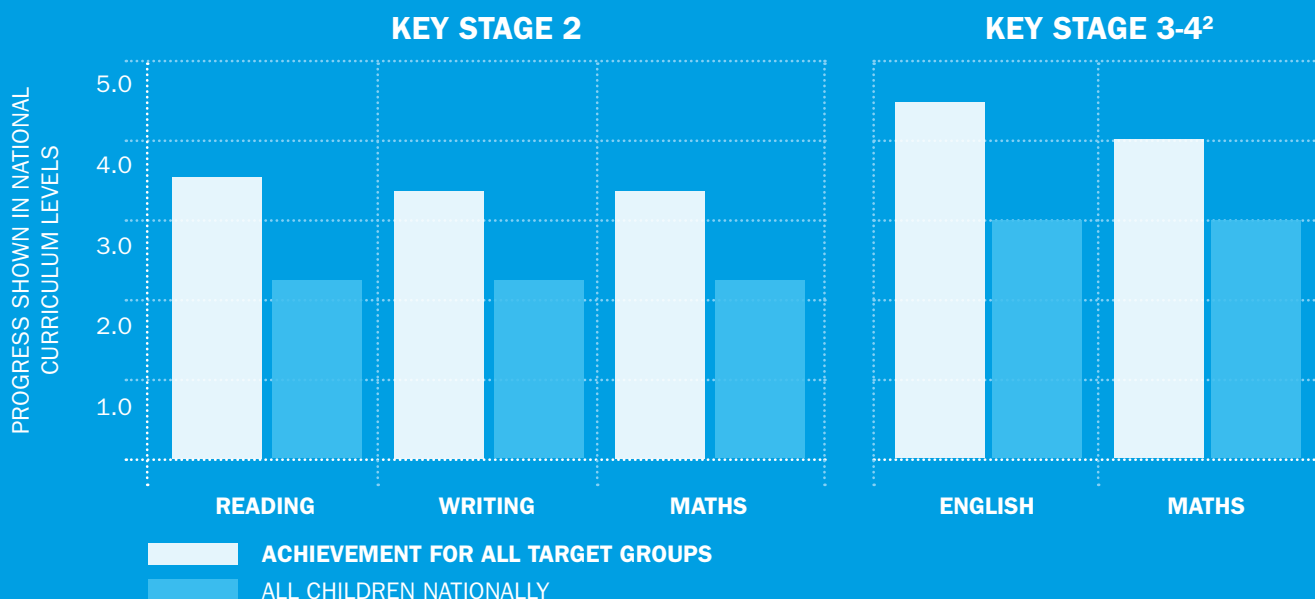 KEY STAGE 2
KEY STAGE 3-4²
PROGRESS SHOWN IN NATIONAL
CURRICULUM LEVELS
5.0
4.0
3.0
2.0
1.0
READING
WRITING
MATHS
ENGLISH
MATHS
ACHIEVEMENT FOR ALL TARGET GROUPS
ALL CHILDREN NATIONALLY